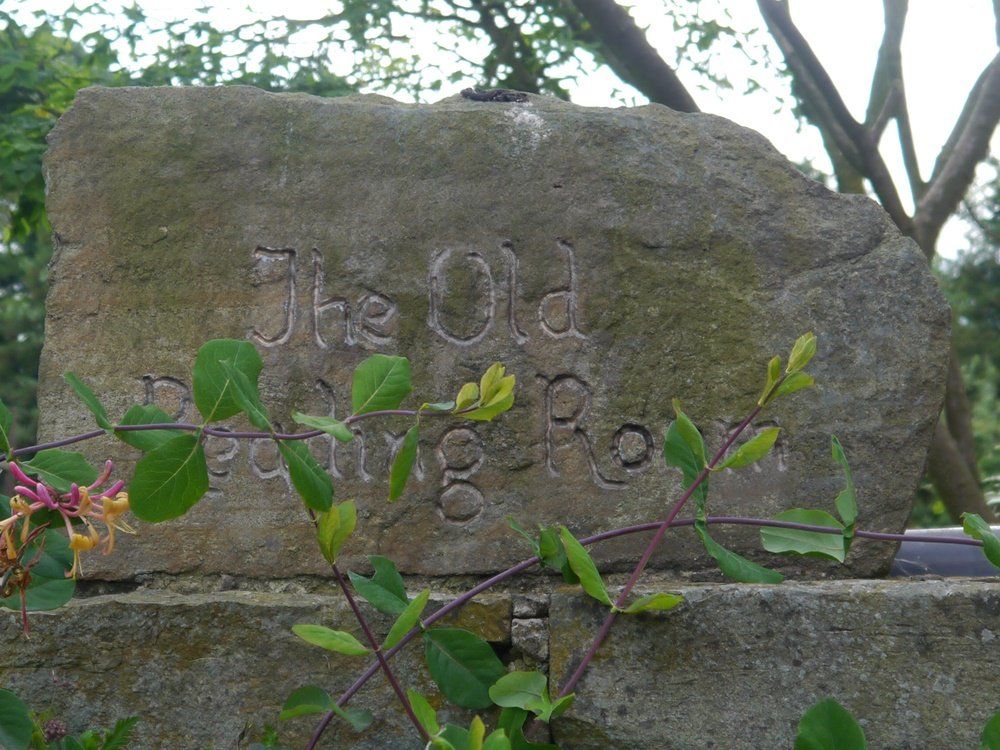 The Old
Reading Room